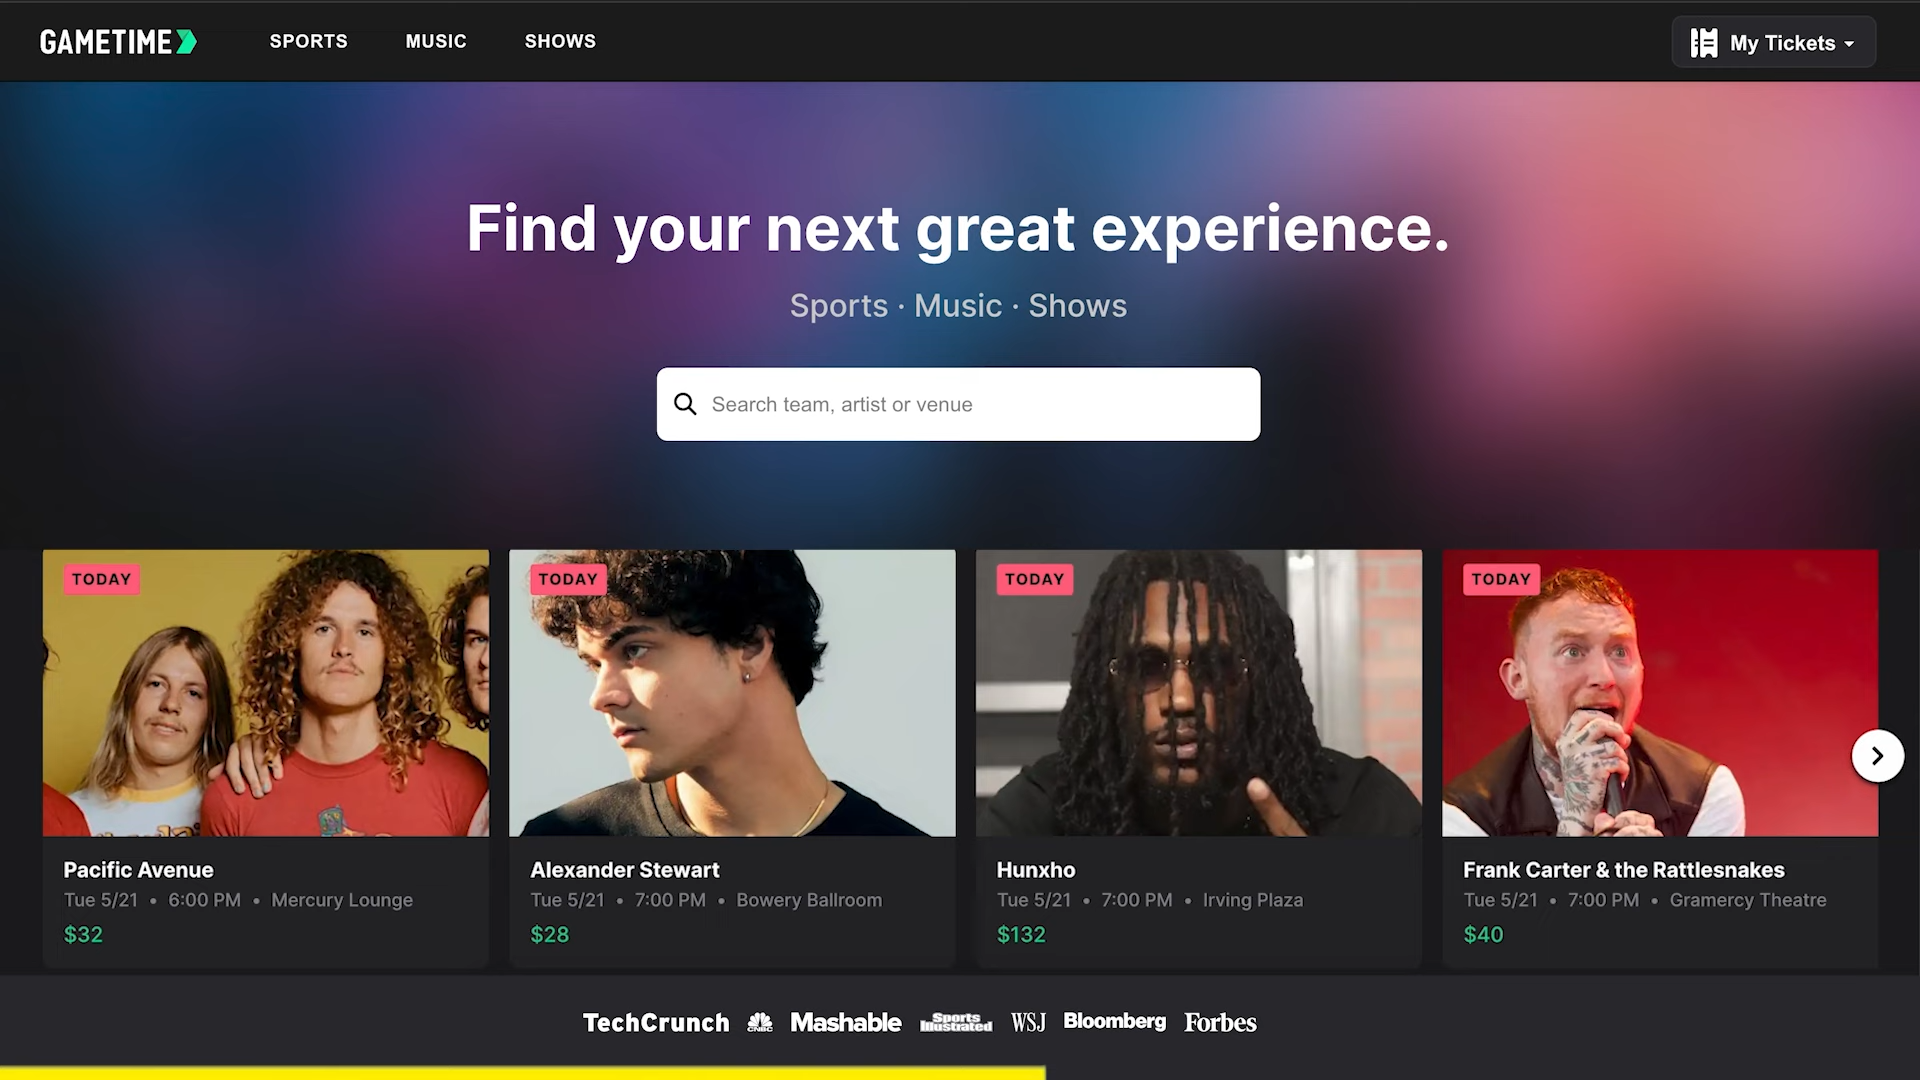 GAMETIME
SPORTS MUSIC SHOWS
My Tickets
Find your next great experience.
Sports · Music · Shows
Search team, artist or venue
TODAY
Pacific Avenue
Tue 5/21 • 6:00 PM • Mercury Lounge
$32
TODAY
Alexander Stewart
Tue 5/21 • 7:00 PM • Bowery Ballroom
$28
TODAY
Hunxho
Tue 5/21 • 7:00 PM • Irving Plaza
$132
TODAY
Frank Carter & the Rattlesnakes
Tue 5/21 • 7:00 PM • Gramercy Theatre
$40
TechCrunch CNBC Mashable Sports Illustrated WSJ Bloomberg Forbes